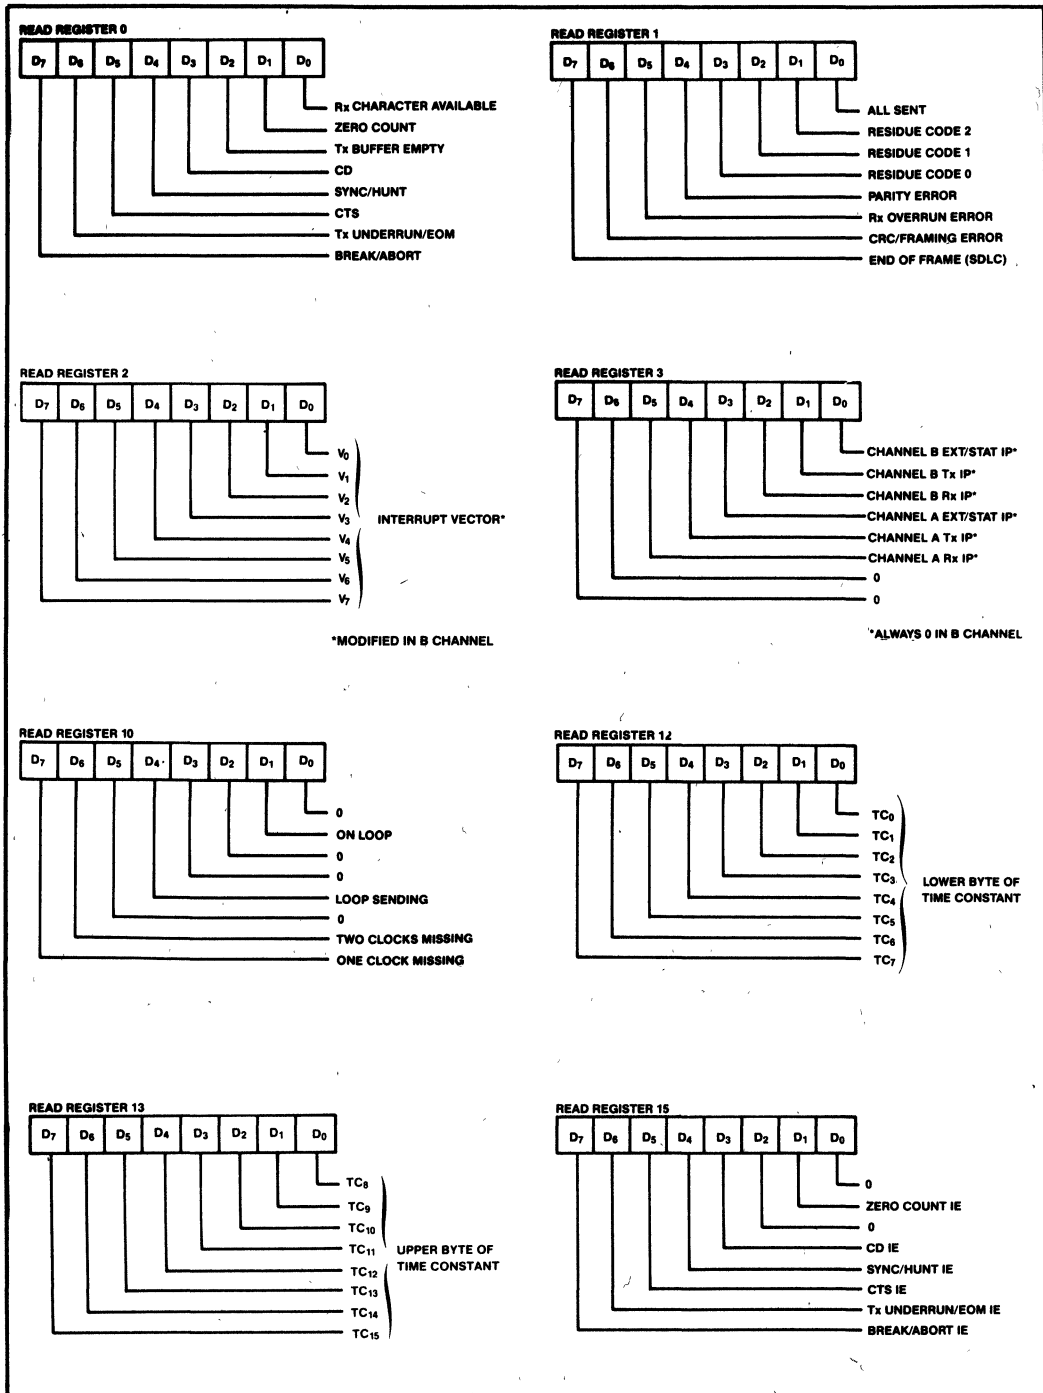 READ REGISTER 0
D7 D6 D5 D4 D3 D2 D1 D0
Rx CHARACTER AVAILABLE
ZERO COUNT
Tx BUFFER EMPTY
CD
SYNC/HUNT
CTS
Tx UNDERRUN/EOM
BREAK/ABORT
READ REGISTER 1
D7 D6 D5 D4 D3 D2 D1 D0
ALL SENT
RESIDUE CODE 2
RESIDUE CODE 1
RESIDUE CODE 0
PARITY ERROR
Rx OVERRUN ERROR
CRC/FRAMING ERROR
END OF FRAME (SDLC)
READ REGISTER 2
D7 D6 D5 D4 D3 D2 D1 D0
V0
V1
V2
V3
INTERRUPT VECTOR*
V4
V5
V6
V7
*MODIFIED IN B CHANNEL
READ REGISTER 3
D7 D6 D5 D4 D3 D2 D1 D0
CHANNEL B EXT/STAT IP*
CHANNEL B Tx IP*
CHANNEL B Rx IP*
CHANNEL A EXT/STAT IP*
CHANNEL A Tx IP*
CHANNEL A Rx IP*
0
0
*ALWAYS 0 IN B CHANNEL
READ REGISTER 10
D7 D6 D5 D4 D3 D2 D1 D0
0
ON LOOP
0
0
LOOP SENDING
0
TWO CLOCKS MISSING
ONE CLOCK MISSING
READ REGISTER 12
D7 D6 D5 D4 D3 D2 D1 D0
TC0
TC1
TC2
TC3
TC4
TC5
TC6
TC7
LOWER BYTE OF
TIME CONSTANT
READ REGISTER 13
D7 D6 D5 D4 D3 D2 D1 D0
TC8
TC9
TC10
TC11
TC12
TC13
TC14
TC15
UPPER BYTE OF
TIME CONSTANT
READ REGISTER 15
D7 D6 D5 D4 D3 D2 D1 D0
0
ZERO COUNT IE
0
CD IE
SYNC/HUNT IE
CTS IE
Tx UNDERRUN/EOM IE
BREAK/ABORT IE